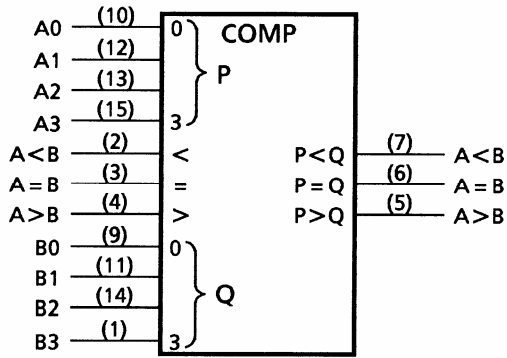 A0 (10) 0 COMP
A1 (12)
A2 (13) P
A3 (15) 3
A<B (2) < P<Q (7) A<B
A=B (3) = P=Q (6) A=B
A>B (4) > P>Q (5) A>B
B0 (9) 0
B1 (11)
B2 (14) Q
B3 (1) 3